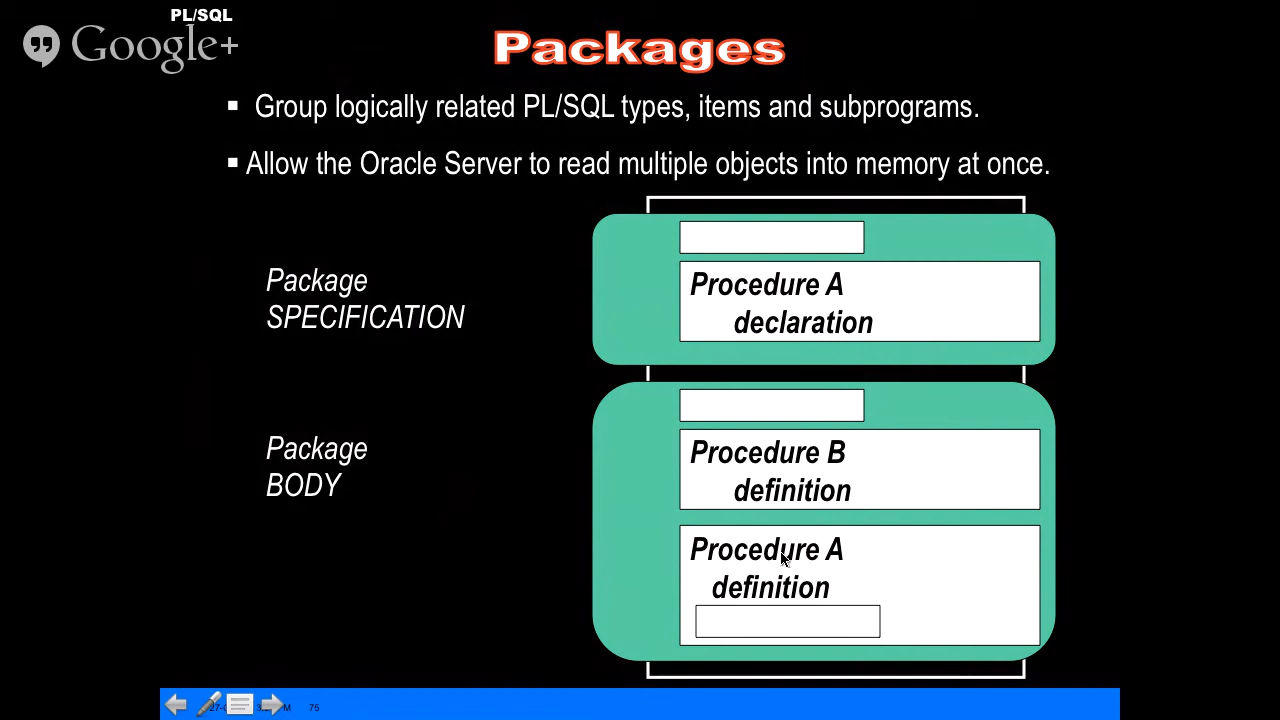 PL/SQL
Google+
Packages
Group logically related PL/SQL types, items and subprograms.
Allow the Oracle Server to read multiple objects into memory at once.
Package
SPECIFICATION
Procedure A
declaration
Package
BODY
Procedure B
definition
Procedure A
definition
75